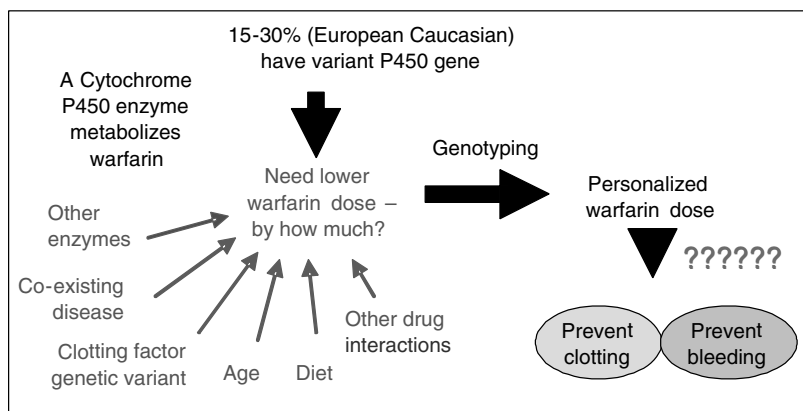 15-30% (European Caucasian)
have variant P450 gene
A Cytochrome
P450 enzyme
metabolizes
warfarin
Genotyping
Need lower
warfarin dose –
by how much?
Personalized
warfarin dose
??????
Other
enzymes
Co-existing
disease
Clotting factor
genetic variant
Age
Diet
Other drug
interactions
Prevent
clotting
Prevent
bleeding